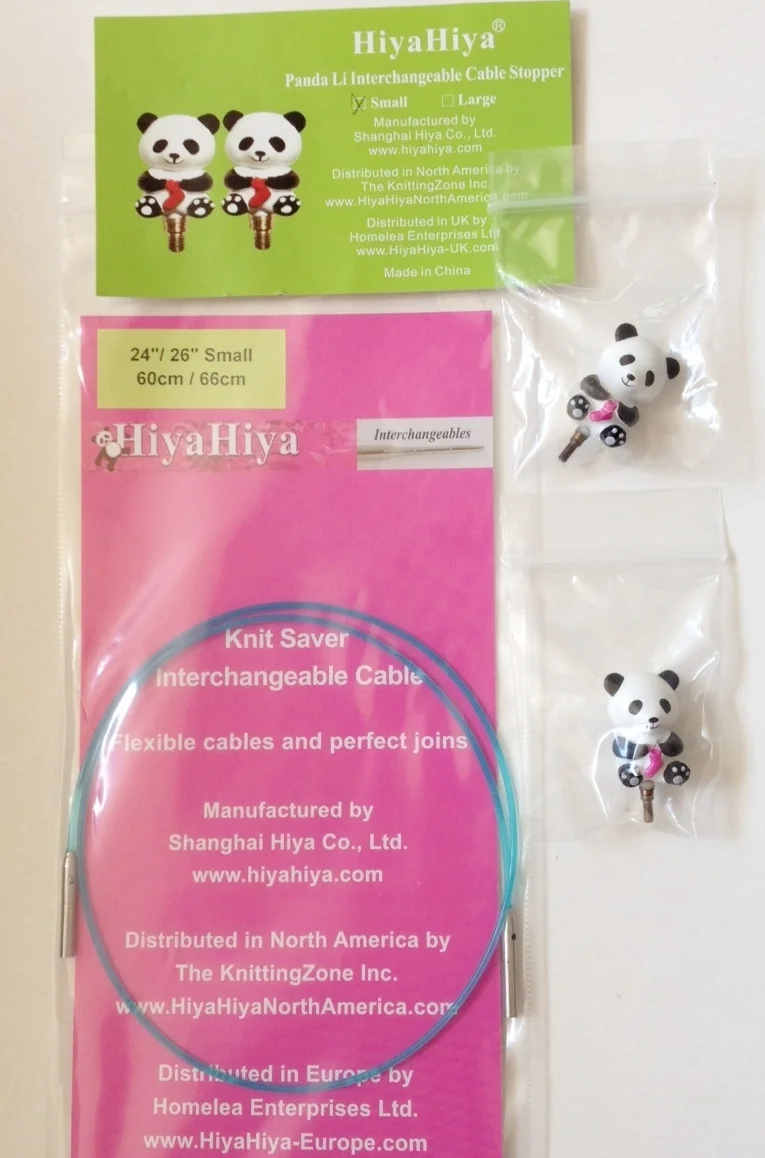 HiyaHiya®
Panda Li Interchangeable Cable Stopper
Small Large
Manufactured by
Shanghai Hiya Co., Ltd.
www.hiyahiya.com
Distributed in North America by
The KnittingZone Inc.
www.HiyaHiyaNorthAmerica.com
Distributed in UK by
Homelea Enterprises Ltd.
www.HiyaHiya-UK.com
Made in China
24"/ 26" Small
60cm / 66cm
HiyaHiya
Interchangeables
Knit Saver
Interchangeable Cable
Flexible cables and perfect joins
Manufactured by
Shanghai Hiya Co., Ltd.
www.hiyahiya.com
Distributed in North America by
The KnittingZone Inc.
www.HiyaHiyaNorthAmerica.com
Distributed in Europe by
Homelea Enterprises Ltd.
www.HiyaHiya-Europe.com